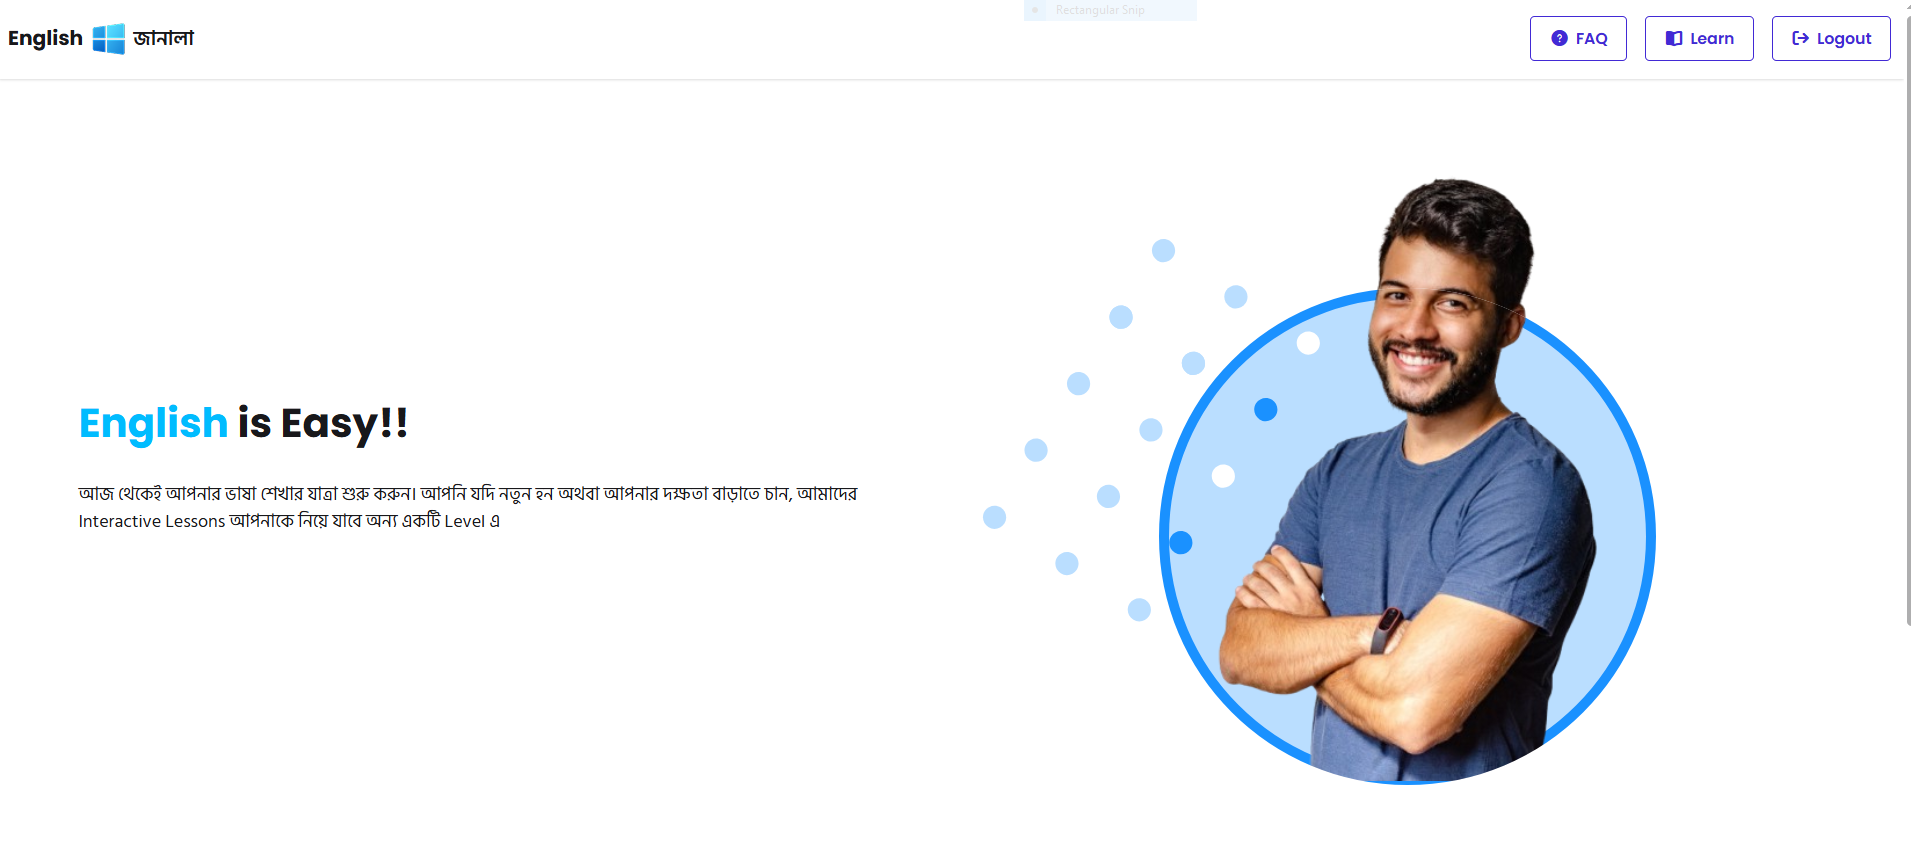 Rectangular Snip
English জানালা
FAQ
Learn
Logout
English is Easy!!
আজ থেকেই আপনার ভাষা শেখার যাত্রা শুরু করুন। আপনি যদি নতুন হন অথবা আপনার দক্ষতা বাড়াতে চান, আমাদের
Interactive Lessons আপনাকে নিয়ে যাবে অন্য একটি Level এ